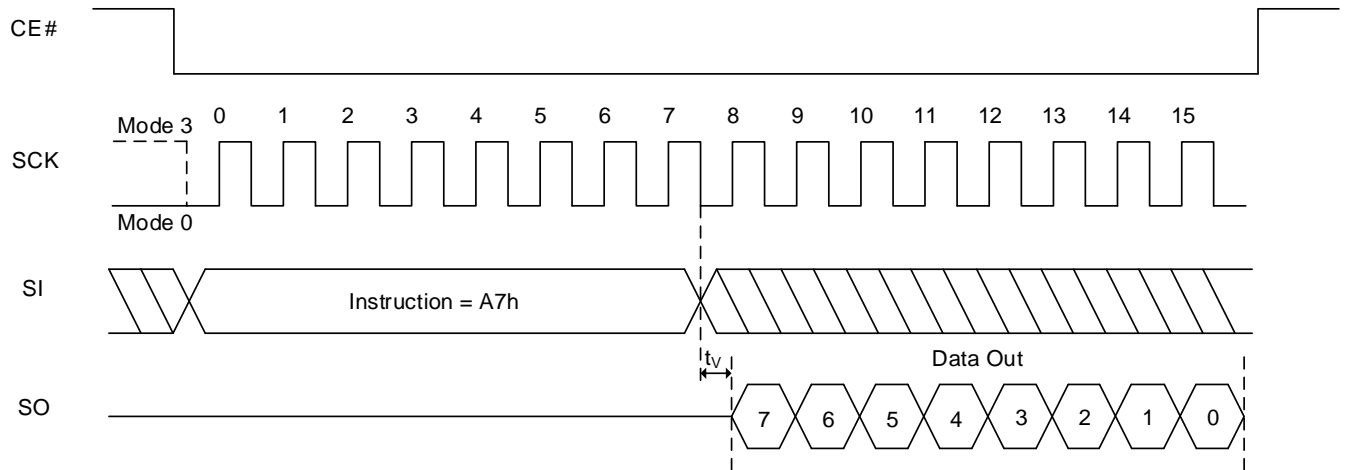 CE#
0 1 2 3 4 5 6 7 8 9 10 11 12 13 14 15
Mode 3
SCK
Mode 0
SI
Instruction = A7h
tV
Data Out
SO
7 6 5 4 3 2 1 0